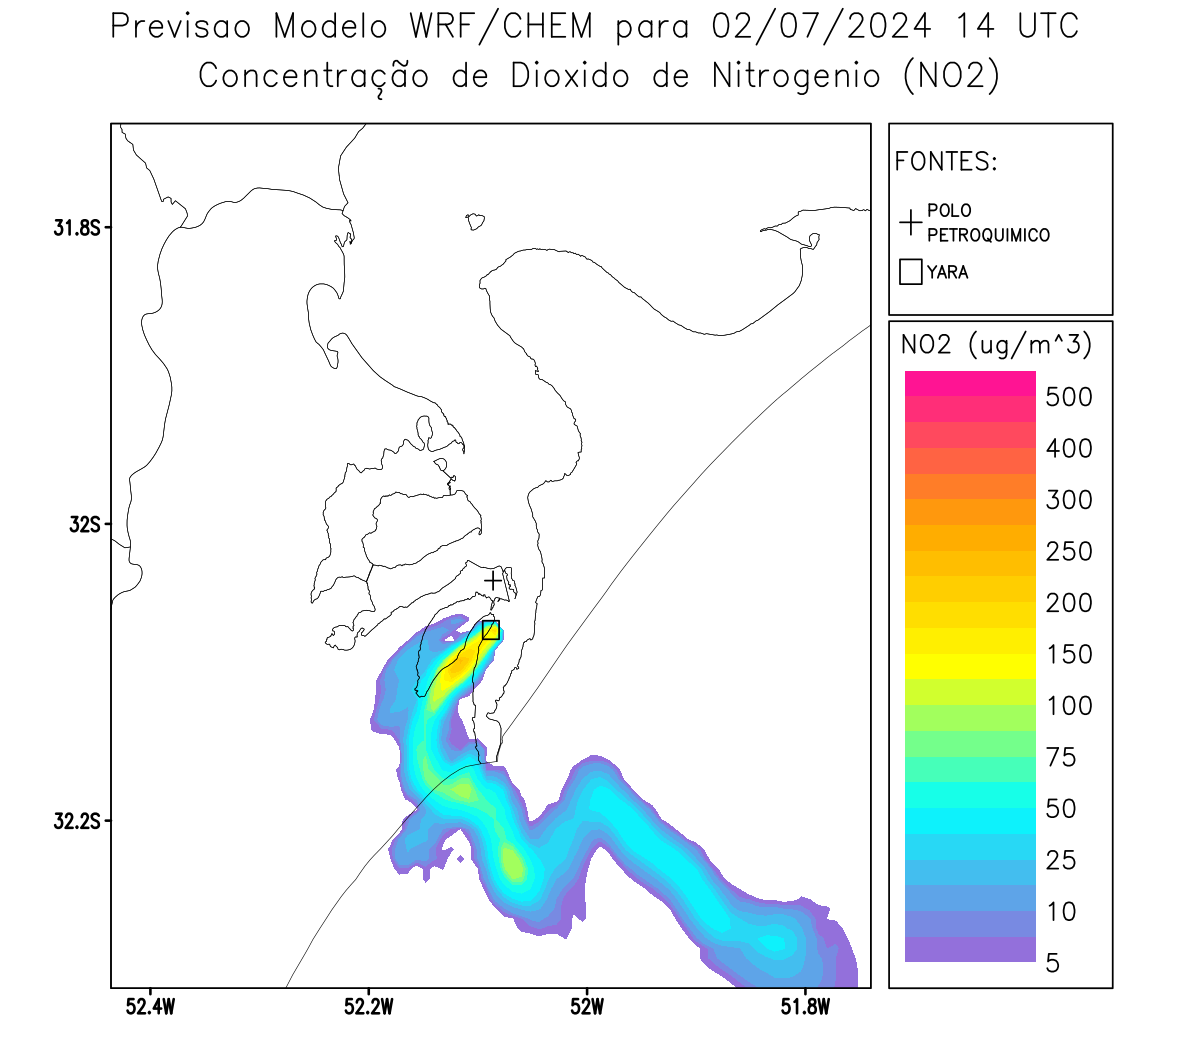 Previsao Modelo WRF/CHEM para 02/07/2024 14 UTC
Concentração de Dioxido de Nitrogenio (NO2)
FONTES:
POLO
PETROQUIMICO
YARA
NO2 (ug/m^3)
500
400
300
250
200
150
100
75
50
25
10
5
31.8S
32S
32.2S
52.4W
52.2W
52W
51.8W